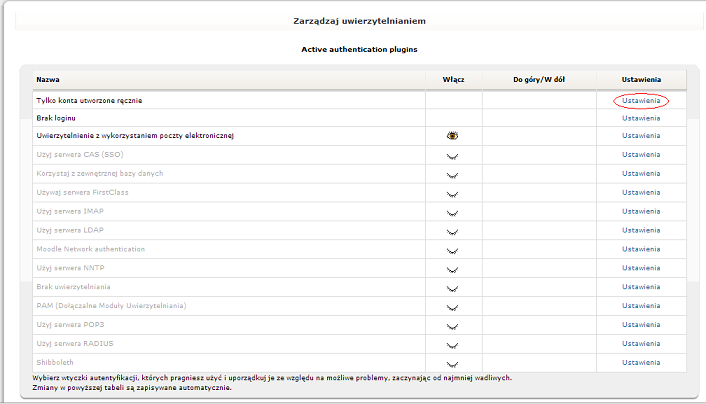 Zarządzaj uwierzytelnianiem
Active authentication plugins
Nazwa Włącz Do góry/W dół Ustawienia
Tylko konta utworzone ręcznie Ustawienia
Brak loginu Ustawienia
Uwierzytelnienie z wykorzystaniem poczty elektronicznej Ustawienia
Użyj serwera CAS (SSO) Ustawienia
Korzystaj z zewnętrznej bazy danych Ustawienia
Używaj serwera FirstClass Ustawienia
Użyj serwera IMAP Ustawienia
Użyj serwera LDAP Ustawienia
Moodle Network authentication Ustawienia
Użyj serwera NNTP Ustawienia
Brak uwierzytelniania Ustawienia
PAM (Dołączalne Moduły Uwierzytelniania) Ustawienia
Użyj serwera POP3 Ustawienia
Użyj serwera RADIUS Ustawienia
Shibboleth Ustawienia
Wybierz wtyczki autentyfikacji, których pragniesz użyć i uporządkuj je ze względu na możliwe problemy, zaczynając od najmniej wadliwych.
Zmiany w powyższej tabeli są zapisywane automatycznie.